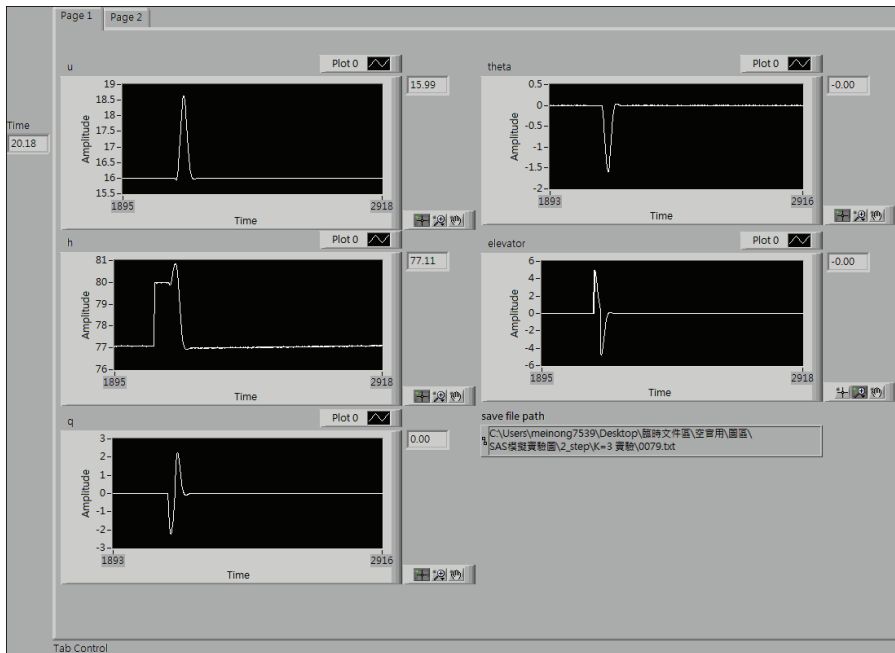 Page 1
Page 2
Time
20.18
u
Plot 0
15.99
19
18.5
18
17.5
17
16.5
16
15.5
Amplitude
1895
2918
Time
theta
Plot 0
-0.00
0.5
0
-0.5
-1
-1.5
-2
Amplitude
1893
2916
Time
h
Plot 0
77.11
81
80
79
78
77
76
Amplitude
1895
2918
Time
elevator
Plot 0
-0.00
6
4
2
0
-2
-4
-6
Amplitude
1895
2918
Time
q
Plot 0
0.00
3
2
1
0
-1
-2
-3
Amplitude
1893
2916
Time
save file path
C:\Users\meinong7539\Desktop\臨時文件區\空官用\圖區\
SAS模擬實驗圖\2_step\K=3 實驗\0079.txt
Tab Control